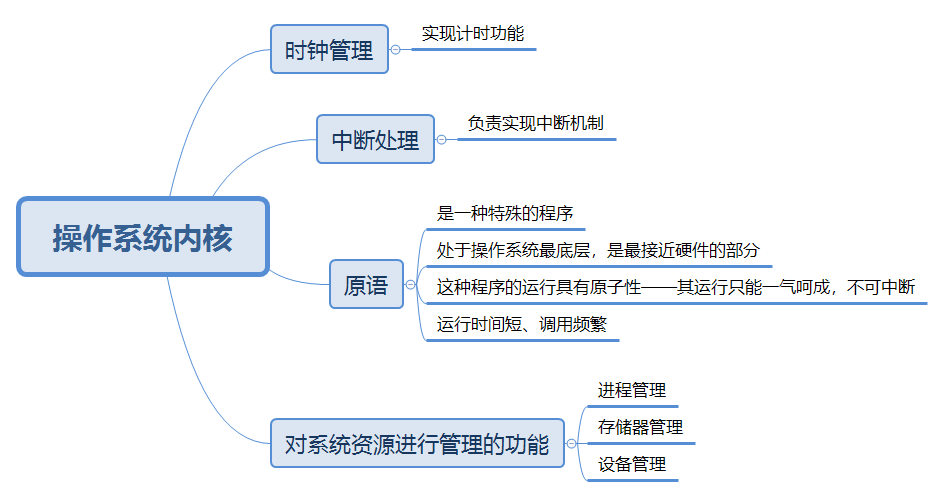 时钟管理
实现计时功能
中断处理
负责实现中断机制
操作系统内核
原语
是一种特殊的程序
处于操作系统最底层，是最接近硬件的部分
这种程序的运行具有原子性——其运行只能一气呵成，不可中断
运行时间短、调用频繁
对系统资源进行管理的功能
进程管理
存储器管理
设备管理